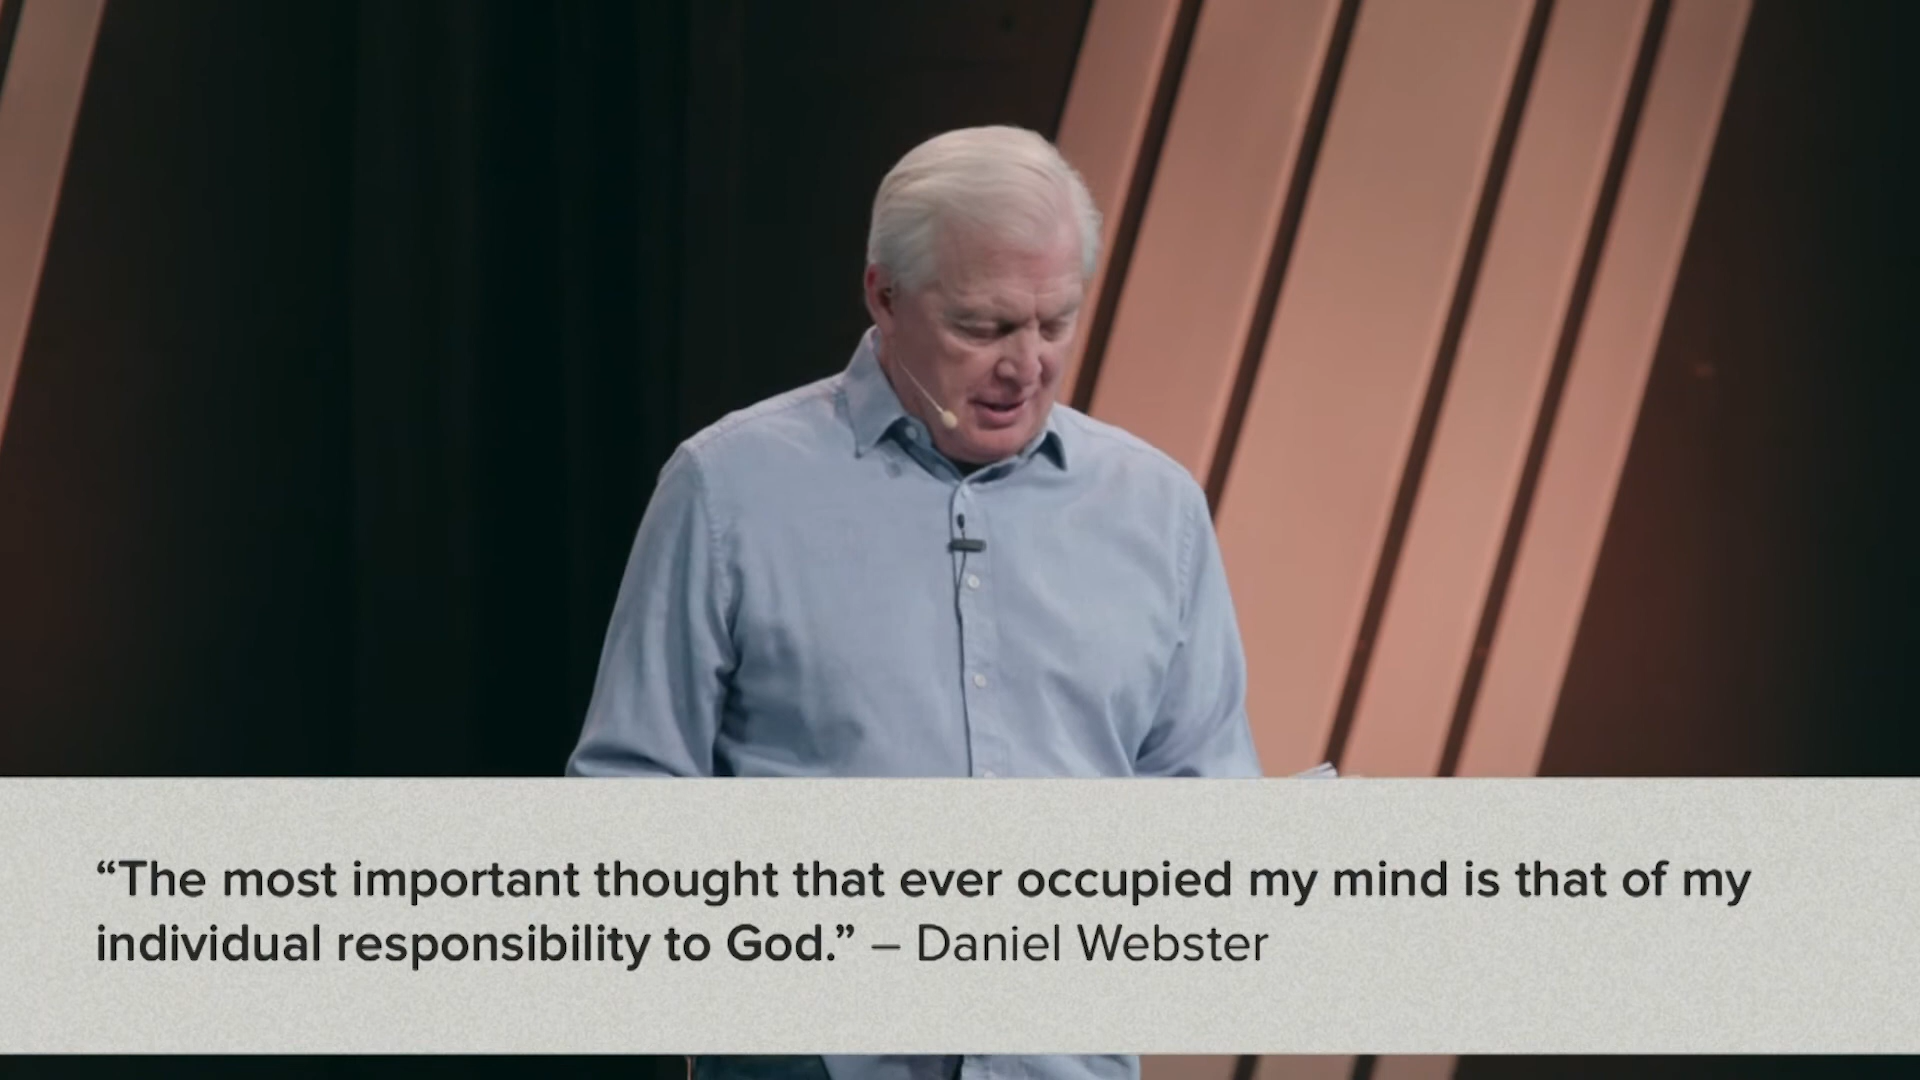 “The most important thought that ever occupied my mind is that of my
individual responsibility to God.” – Daniel Webster